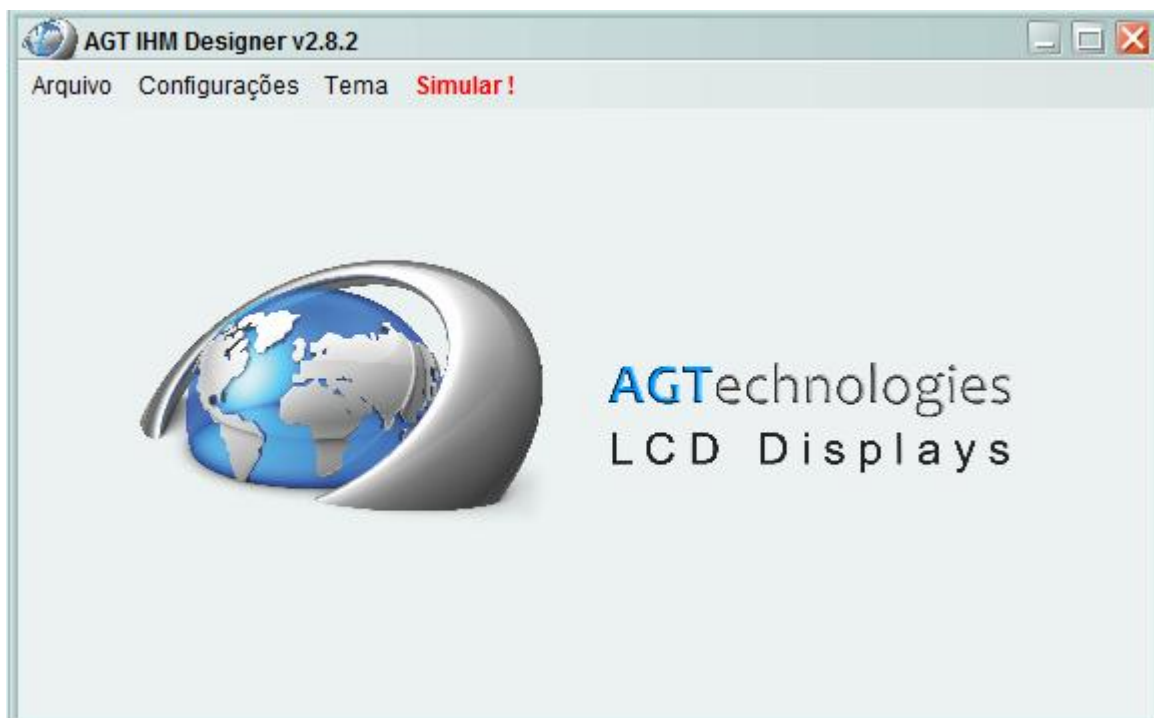 AGT IHM Designer v2.8.2
Arquivo Configurações Tema Simular !
AGTechnologies
LCD Displays